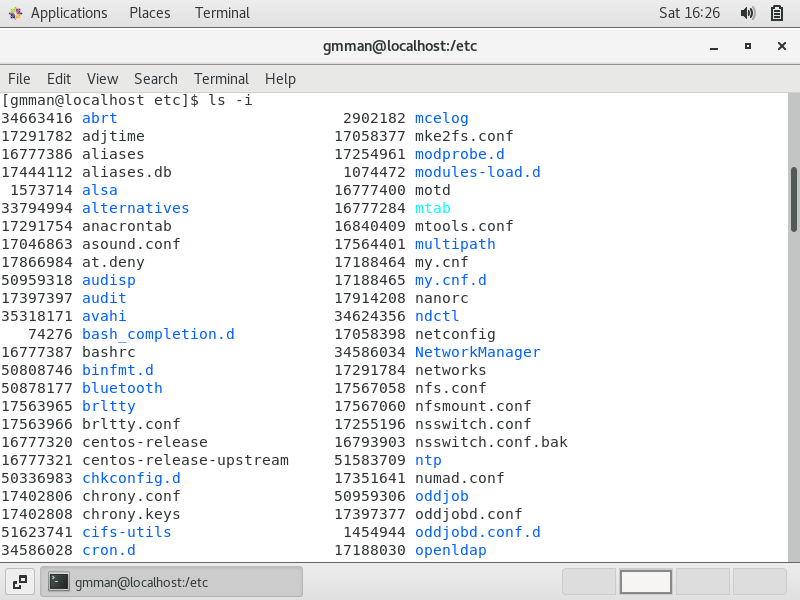 Applications Places Terminal Sat 16:26
gmman@localhost:/etc
File Edit View Search Terminal Help
[gmman@localhost etc]$ ls -i
34663416 abrt 2902182 mcelog
17291782 adjtime 17058377 mke2fs.conf
16777386 aliases 17254961 modprobe.d
17444112 aliases.db 1074472 modules-load.d
1573714 alsa 16777400 motd
33794994 alternatives 16777284 mtab
17291754 anacrontab 16840409 mtools.conf
17046863 asound.conf 17564401 multipath
17866984 at.deny 17188464 my.cnf
50959318 audisp 17188465 my.cnf.d
17397397 audit 17914208 nanorc
35318171 avahi 34624356 ndctl
74276 bash_completion.d 17058398 netconfig
16777387 bashrc 34586034 NetworkManager
50808746 binfmt.d 17291784 networks
50878177 bluetooth 17567058 nfs.conf
17563965 brltty 17567060 nfsmount.conf
17563966 brltty.conf 17255196 nsswitch.conf
16777320 centos-release 16793903 nsswitch.conf.bak
16777321 centos-release-upstream 51583709 ntp
50336983 chkconfig.d 17351641 numad.conf
17402806 chrony.conf 50959306 oddjob
17402808 chrony.keys 17397377 oddjobd.conf
51623741 cifs-utils 1454944 oddjobd.conf.d
34586028 cron.d 17188030 openldap
gmman@localhost:/etc